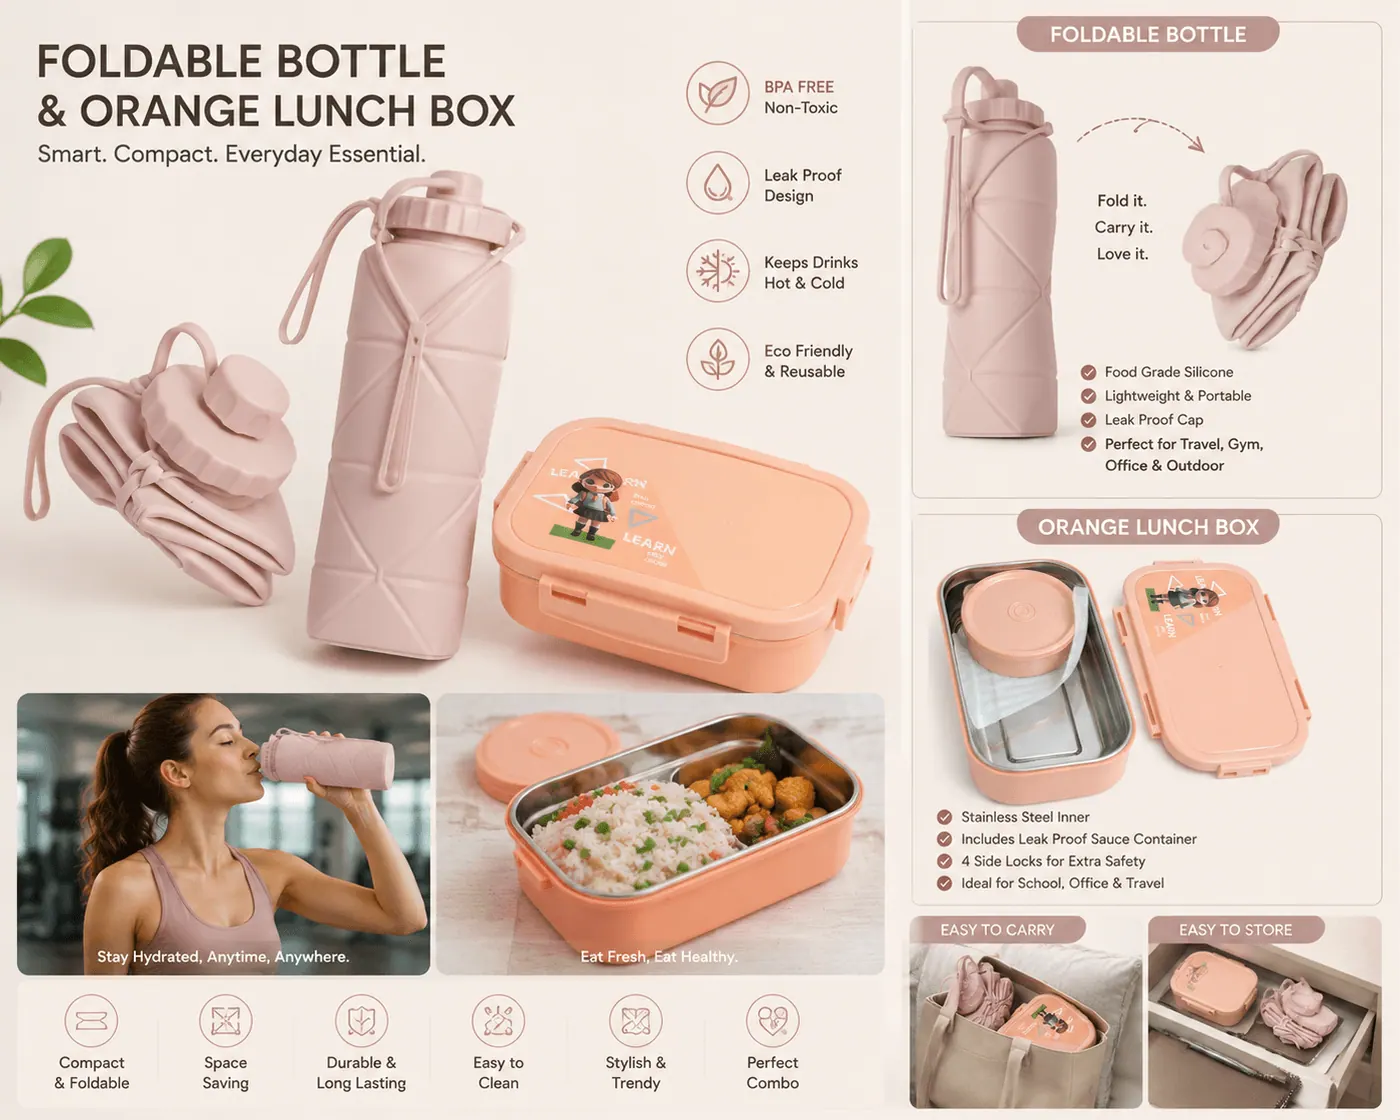 FOLDABLE BOTTLE
& ORANGE LUNCH BOX
Smart. Compact. Everyday Essential.
BPA FREE
Non-Toxic
Leak Proof
Design
Keeps Drinks
Hot & Cold
Eco Friendly
& Reusable
LEA RN
LEARN
Stay Hydrated, Anytime, Anywhere.
Eat Fresh, Eat Healthy.
Compact
& Foldable
Space
Saving
Durable &
Long Lasting
Easy to
Clean
Stylish &
Trendy
Perfect
Combo
FOLDABLE BOTTLE
Fold it.
Carry it.
Love it.
Food Grade Silicone
Lightweight & Portable
Leak Proof Cap
Perfect for Travel, Gym,
Office & Outdoor
ORANGE LUNCH BOX
LEA RN
LEARN
Stainless Steel Inner
Includes Leak Proof Sauce Container
4 Side Locks for Extra Safety
Ideal for School, Office & Travel
EASY TO CARRY
EASY TO STORE